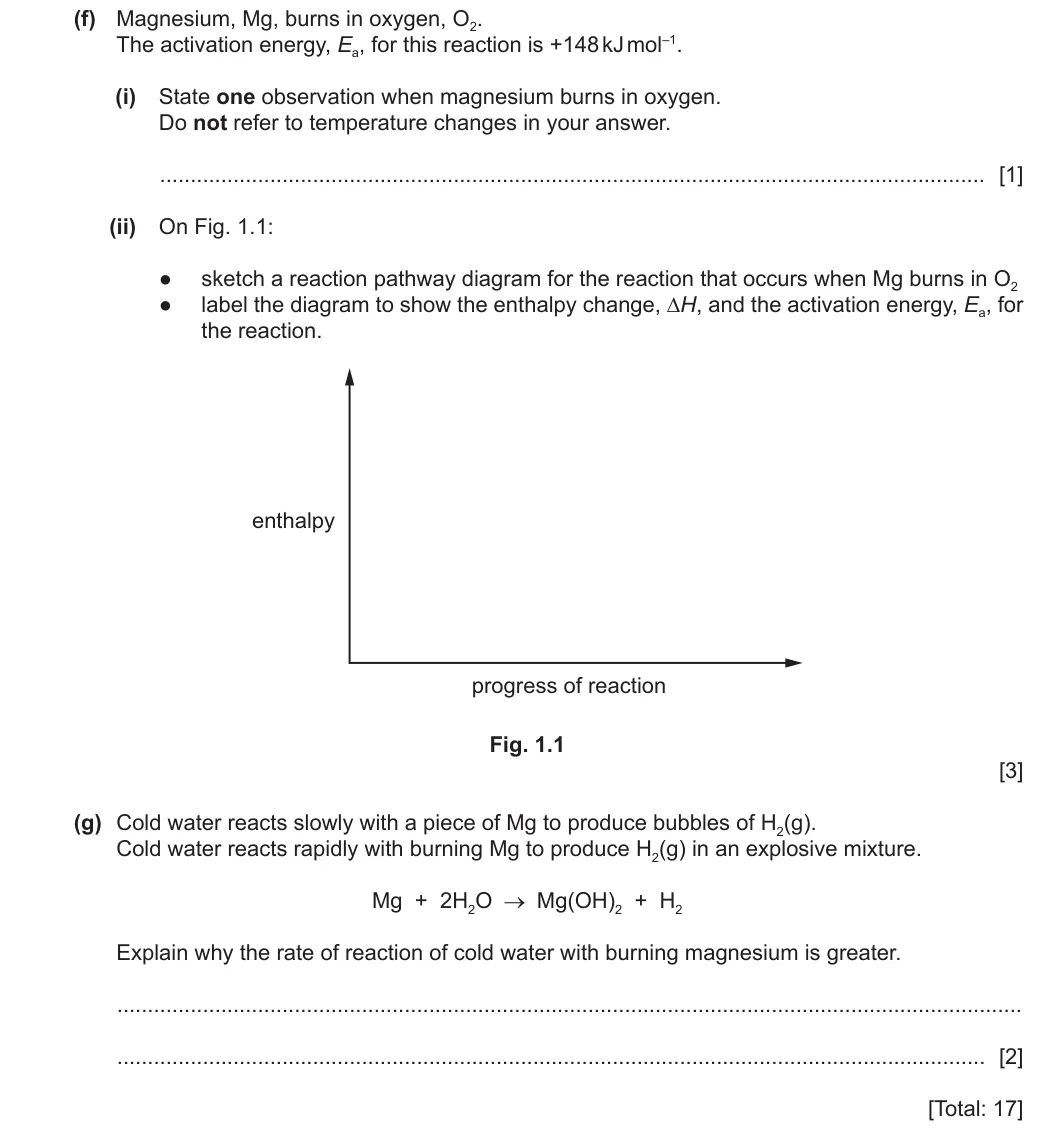 (f) Magnesium, Mg, burns in oxygen, O₂.
The activation energy, Eₐ, for this reaction is +148 kJ mol⁻¹.
(i) State one observation when magnesium burns in oxygen.
Do not refer to temperature changes in your answer.
[1]
(ii) On Fig. 1.1:
● sketch a reaction pathway diagram for the reaction that occurs when Mg burns in O₂
● label the diagram to show the enthalpy change, ΔH, and the activation energy, Eₐ, for
the reaction.
enthalpy
progress of reaction
Fig. 1.1
[3]
(g) Cold water reacts slowly with a piece of Mg to produce bubbles of H₂(g).
Cold water reacts rapidly with burning Mg to produce H₂(g) in an explosive mixture.
Mg + 2H₂O → Mg(OH)₂ + H₂
Explain why the rate of reaction of cold water with burning magnesium is greater.
[2]
[Total: 17]